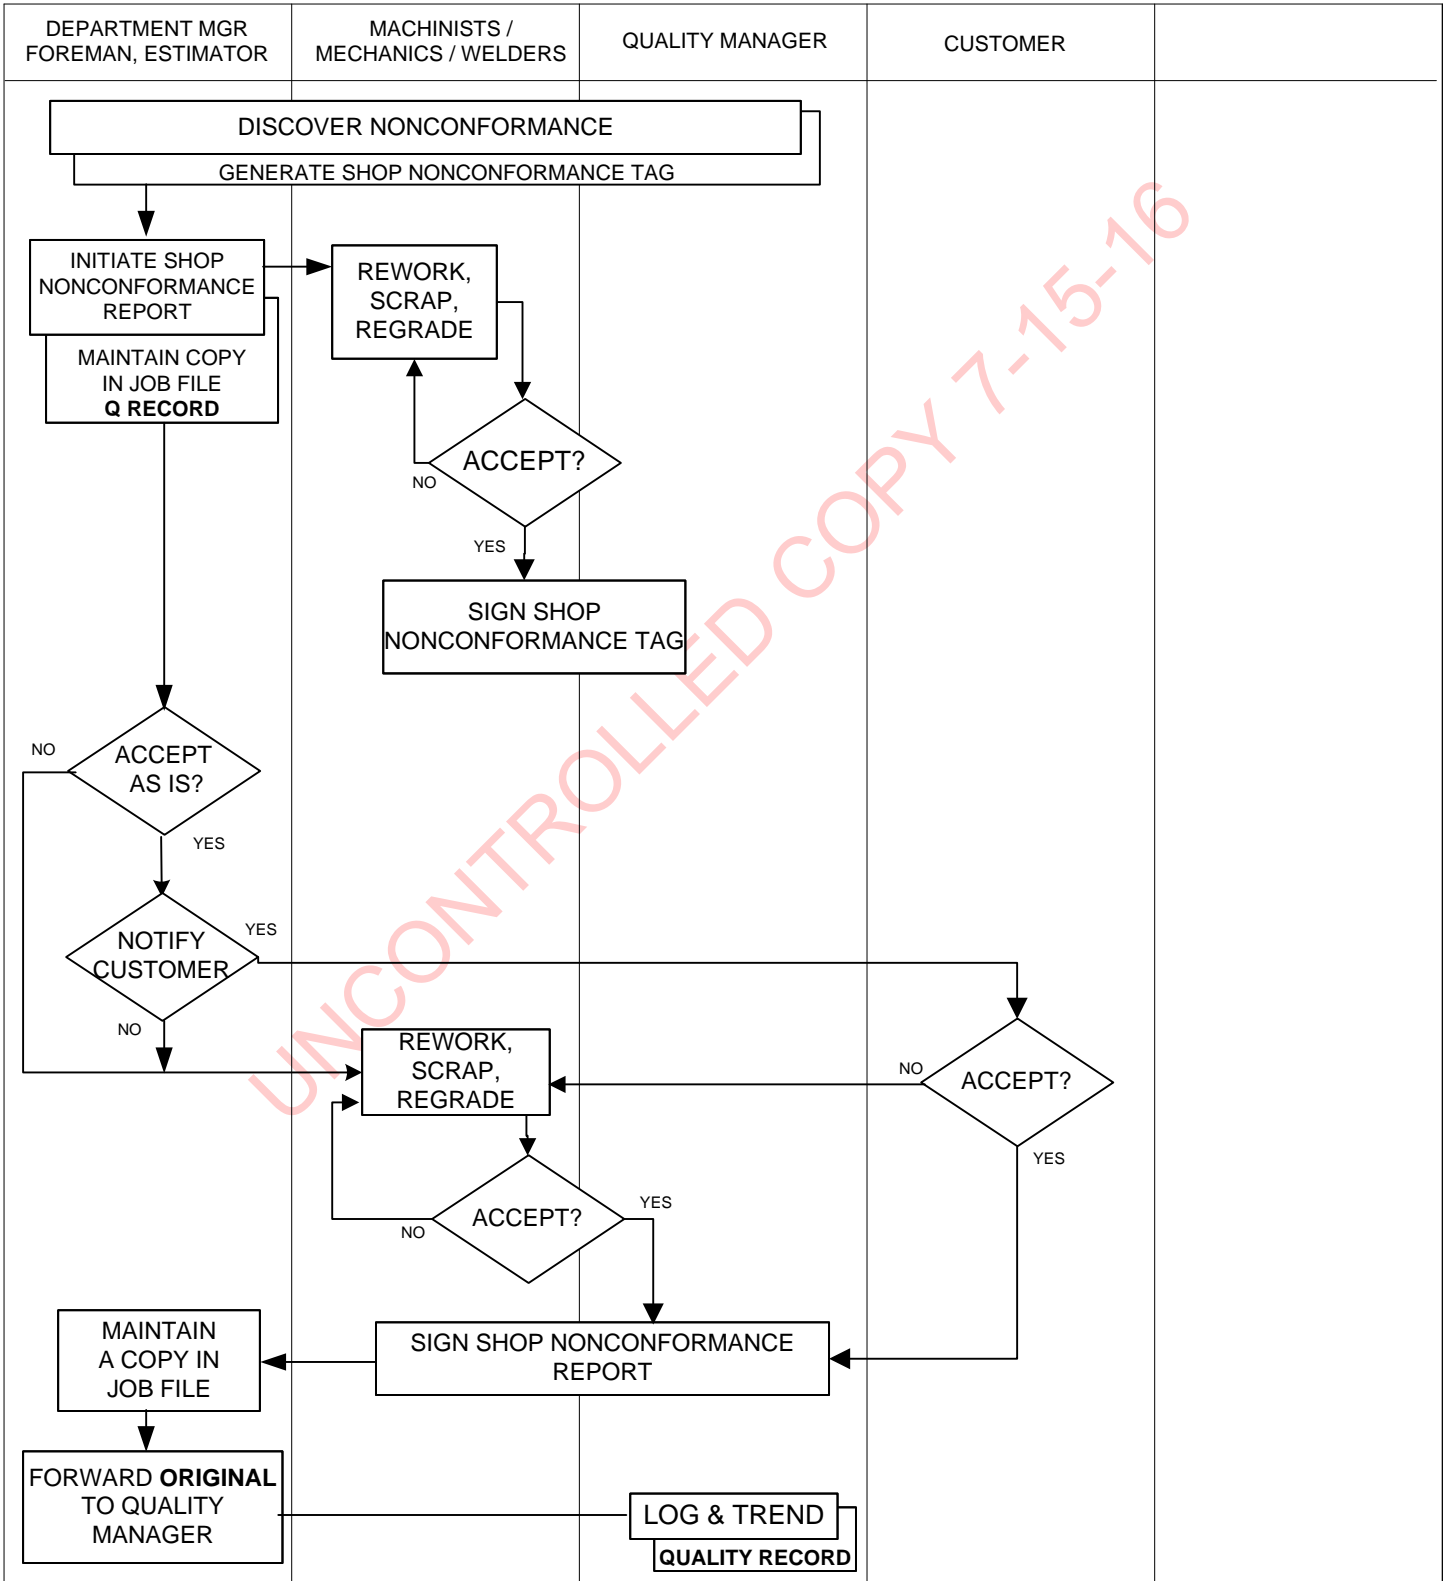 DEPARTMENT MGR
FOREMAN, ESTIMATOR
MACHINISTS /
MECHANICS / WELDERS
QUALITY MANAGER
CUSTOMER
DISCOVER NONCONFORMANCE
GENERATE SHOP NONCONFORMANCE TAG
INITIATE SHOP
NONCONFORMANCE
REPORT
MAINTAIN COPY
IN JOB FILE
Q RECORD
REWORK,
SCRAP,
REGRADE
ACCEPT?
NO
YES
SIGN SHOP
NONCONFORMANCE TAG
UNCONTROLLED COPY 7-15-16
ACCEPT
AS IS?
NO
YES
NOTIFY
CUSTOMER
YES
NO
REWORK,
SCRAP,
REGRADE
ACCEPT?
NO
YES
ACCEPT?
NO
YES
SIGN SHOP NONCONFORMANCE
REPORT
MAINTAIN
A COPY IN
JOB FILE
FORWARD ORIGINAL
TO QUALITY
MANAGER
LOG & TREND
QUALITY RECORD